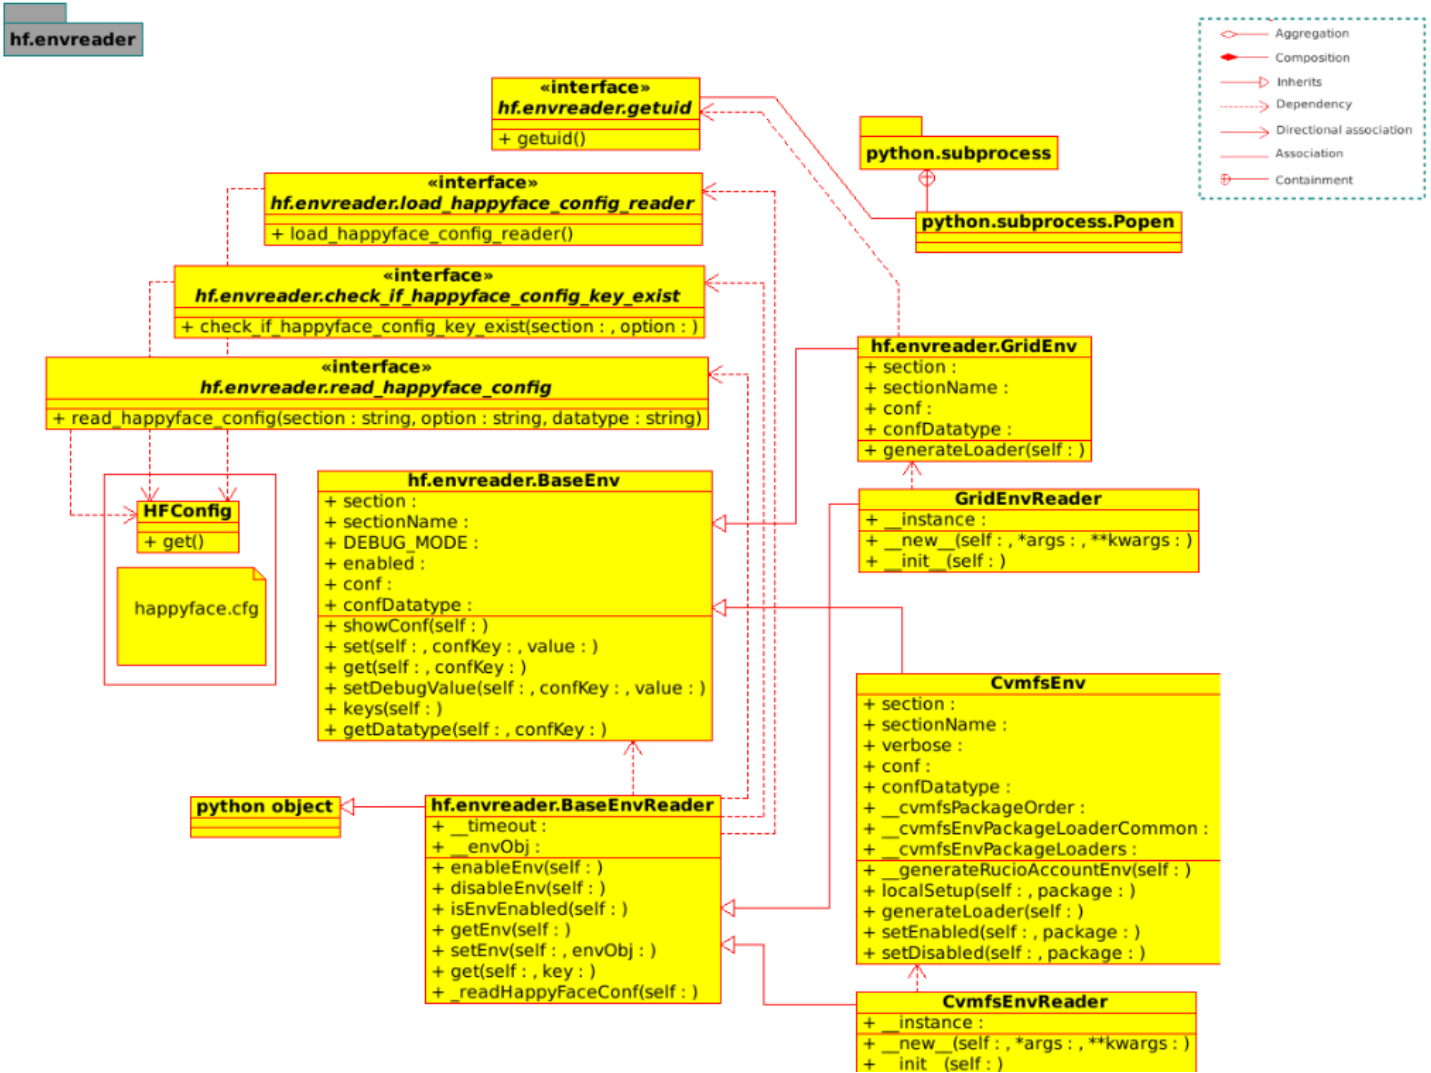 hf.envreader
Aggregation
Composition
Inherits
Dependency
Directional association
Association
Containment
«interface»
hf.envreader.getuid
+ getuid()
python.subprocess
python.subprocess.Popen
«interface»
hf.envreader.load_happyface_config_reader
+ load_happyface_config_reader()
«interface»
hf.envreader.check_if_happyface_config_key_exist
+ check_if_happyface_config_key_exist(section : , option : )
«interface»
hf.envreader.read_happyface_config
+ read_happyface_config(section : string, option : string, datatype : string)
HFConfig
+ get()
happyface.cfg
hf.envreader.GridEnv
+ section :
+ sectionName :
+ conf :
+ confDatatype :
+ generateLoader(self : )
GridEnvReader
+ __instance :
+ __new__(self : , *args : , **kwargs : )
+ __init__(self : )
hf.envreader.BaseEnv
+ section :
+ sectionName :
+ DEBUG_MODE :
+ enabled :
+ conf :
+ confDatatype :
+ showConf(self : )
+ set(self : , confKey : , value : )
+ get(self : , confKey : )
+ setDebugValue(self : , confKey : , value : )
+ keys(self : )
+ getDatatype(self : , confKey : )
python object
hf.envreader.BaseEnvReader
+ __timeout :
+ __envObj :
+ enableEnv(self : )
+ disableEnv(self : )
+ isEnvEnabled(self : )
+ getEnv(self : )
+ setEnv(self : , envObj : )
+ get(self : , key : )
+ _readHappyFaceConf(self : )
CvmfsEnv
+ section :
+ sectionName :
+ verbose :
+ conf :
+ confDatatype :
+ __cvmfsPackageOrder :
+ __cvmfsEnvPackageLoaderCommon :
+ __cvmfsEnvPackageLoaders :
+ __generateRucioAccountEnv(self : )
+ localSetup(self : , package : )
+ generateLoader(self : )
+ setEnabled(self : , package : )
+ setDisabled(self : , package : )
CvmfsEnvReader
+ __instance :
+ __new__(self : , *args : , **kwargs : )
+ __init__(self : )